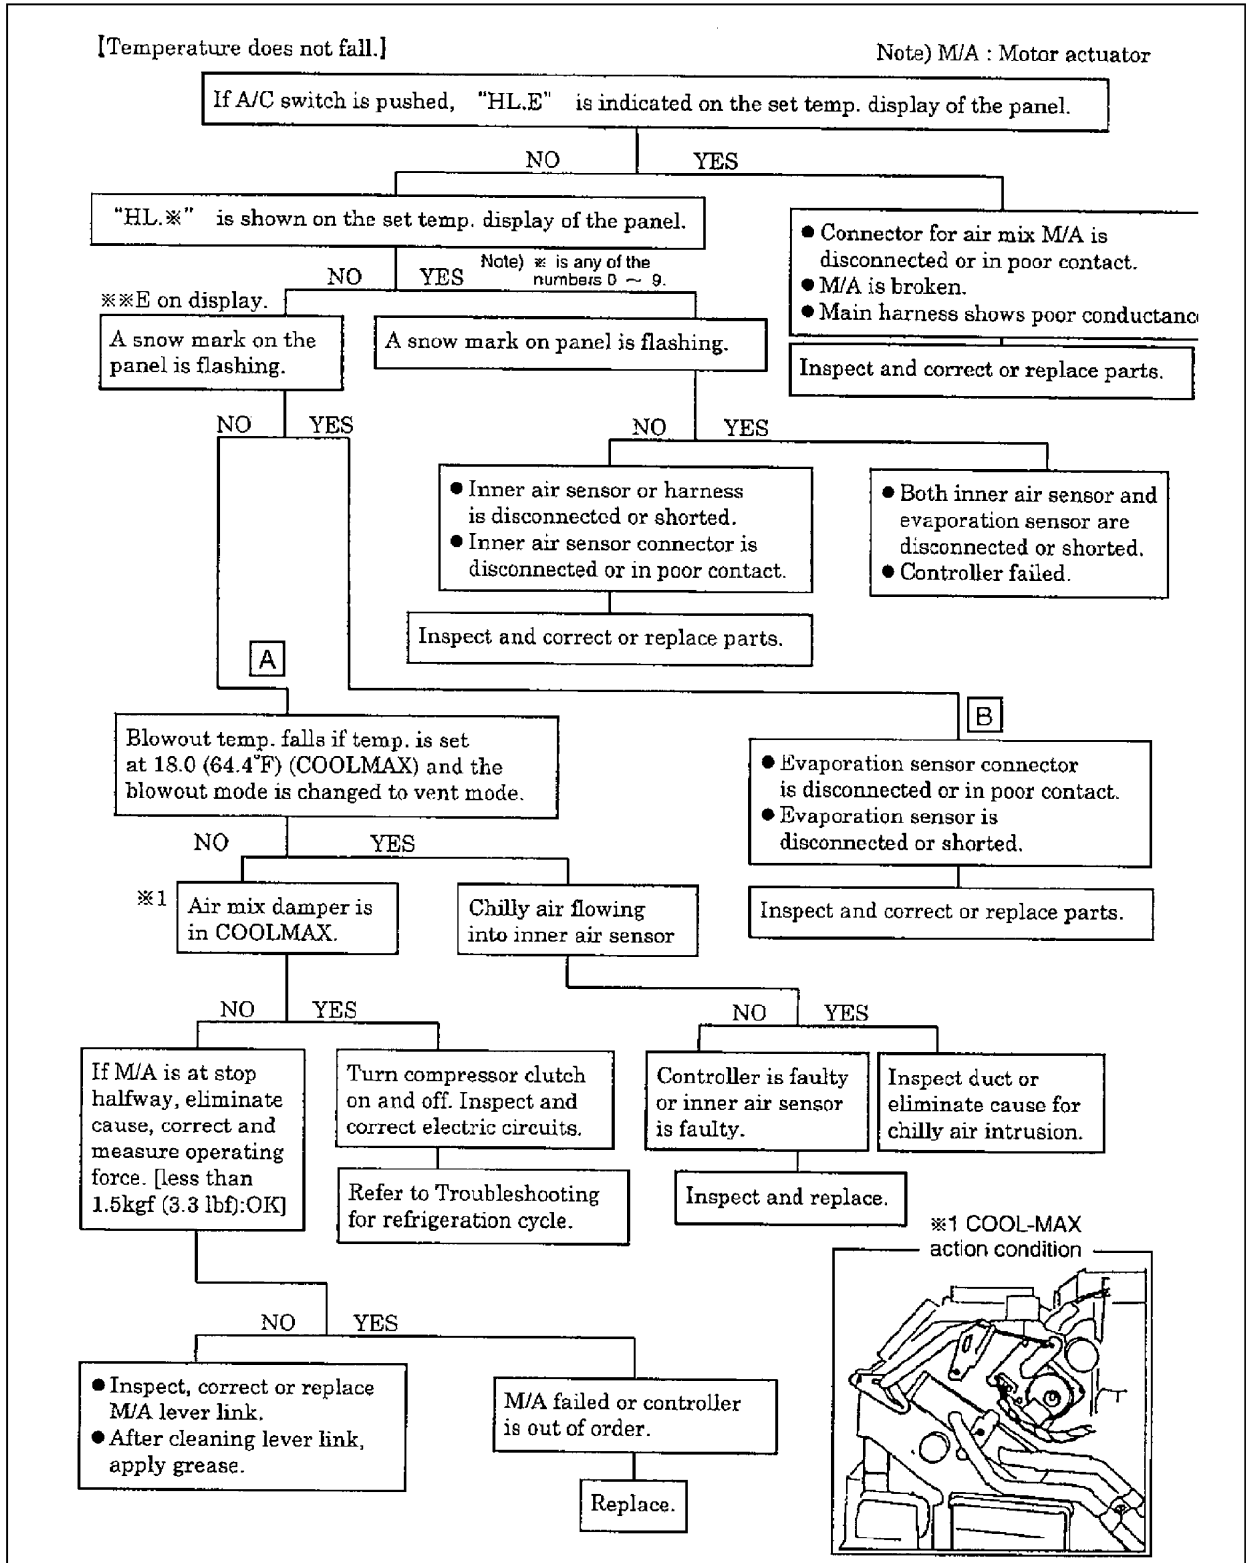 [Temperature does not fall.]
Note) M/A : Motor actuator
If A/C switch is pushed, "HL.E" is indicated on the set temp. display of the panel.
NO YES
"HL.※" is shown on the set temp. display of the panel.
● Connector for air mix M/A is
disconnected or in poor contact.
● M/A is broken.
● Main harness shows poor conductanc
Inspect and correct or replace parts.
NO YES
Note) ※ is any of the
numbers 0 ~ 9.
※※E on display.
A snow mark on the
panel is flashing.
A snow mark on panel is flashing.
NO YES
NO YES
● Inner air sensor or harness
is disconnected or shorted.
● Inner air sensor connector is
disconnected or in poor contact.
Inspect and correct or replace parts.
● Both inner air sensor and
evaporation sensor are
disconnected or shorted.
● Controller failed.
A
B
Blowout temp. falls if temp. is set
at 18.0 (64.4°F) (COOLMAX) and the
blowout mode is changed to vent mode.
● Evaporation sensor connector
is disconnected or in poor contact.
● Evaporation sensor is
disconnected or shorted.
Inspect and correct or replace parts.
NO YES
※1
Air mix damper is
in COOLMAX.
Chilly air flowing
into inner air sensor
NO YES
NO YES
If M/A is at stop
halfway, eliminate
cause, correct and
measure operating
force. [less than
1.5kgf (3.3 lbf):OK]
Turn compressor clutch
on and off. Inspect and
correct electric circuits.
Refer to Troubleshooting
for refrigeration cycle.
Controller is faulty
or inner air sensor
is faulty.
Inspect and replace.
Inspect duct or
eliminate cause for
chilly air intrusion.
※1 COOL-MAX
action condition
NO YES
● Inspect, correct or replace
M/A lever link.
● After cleaning lever link,
apply grease.
M/A failed or controller
is out of order.
Replace.